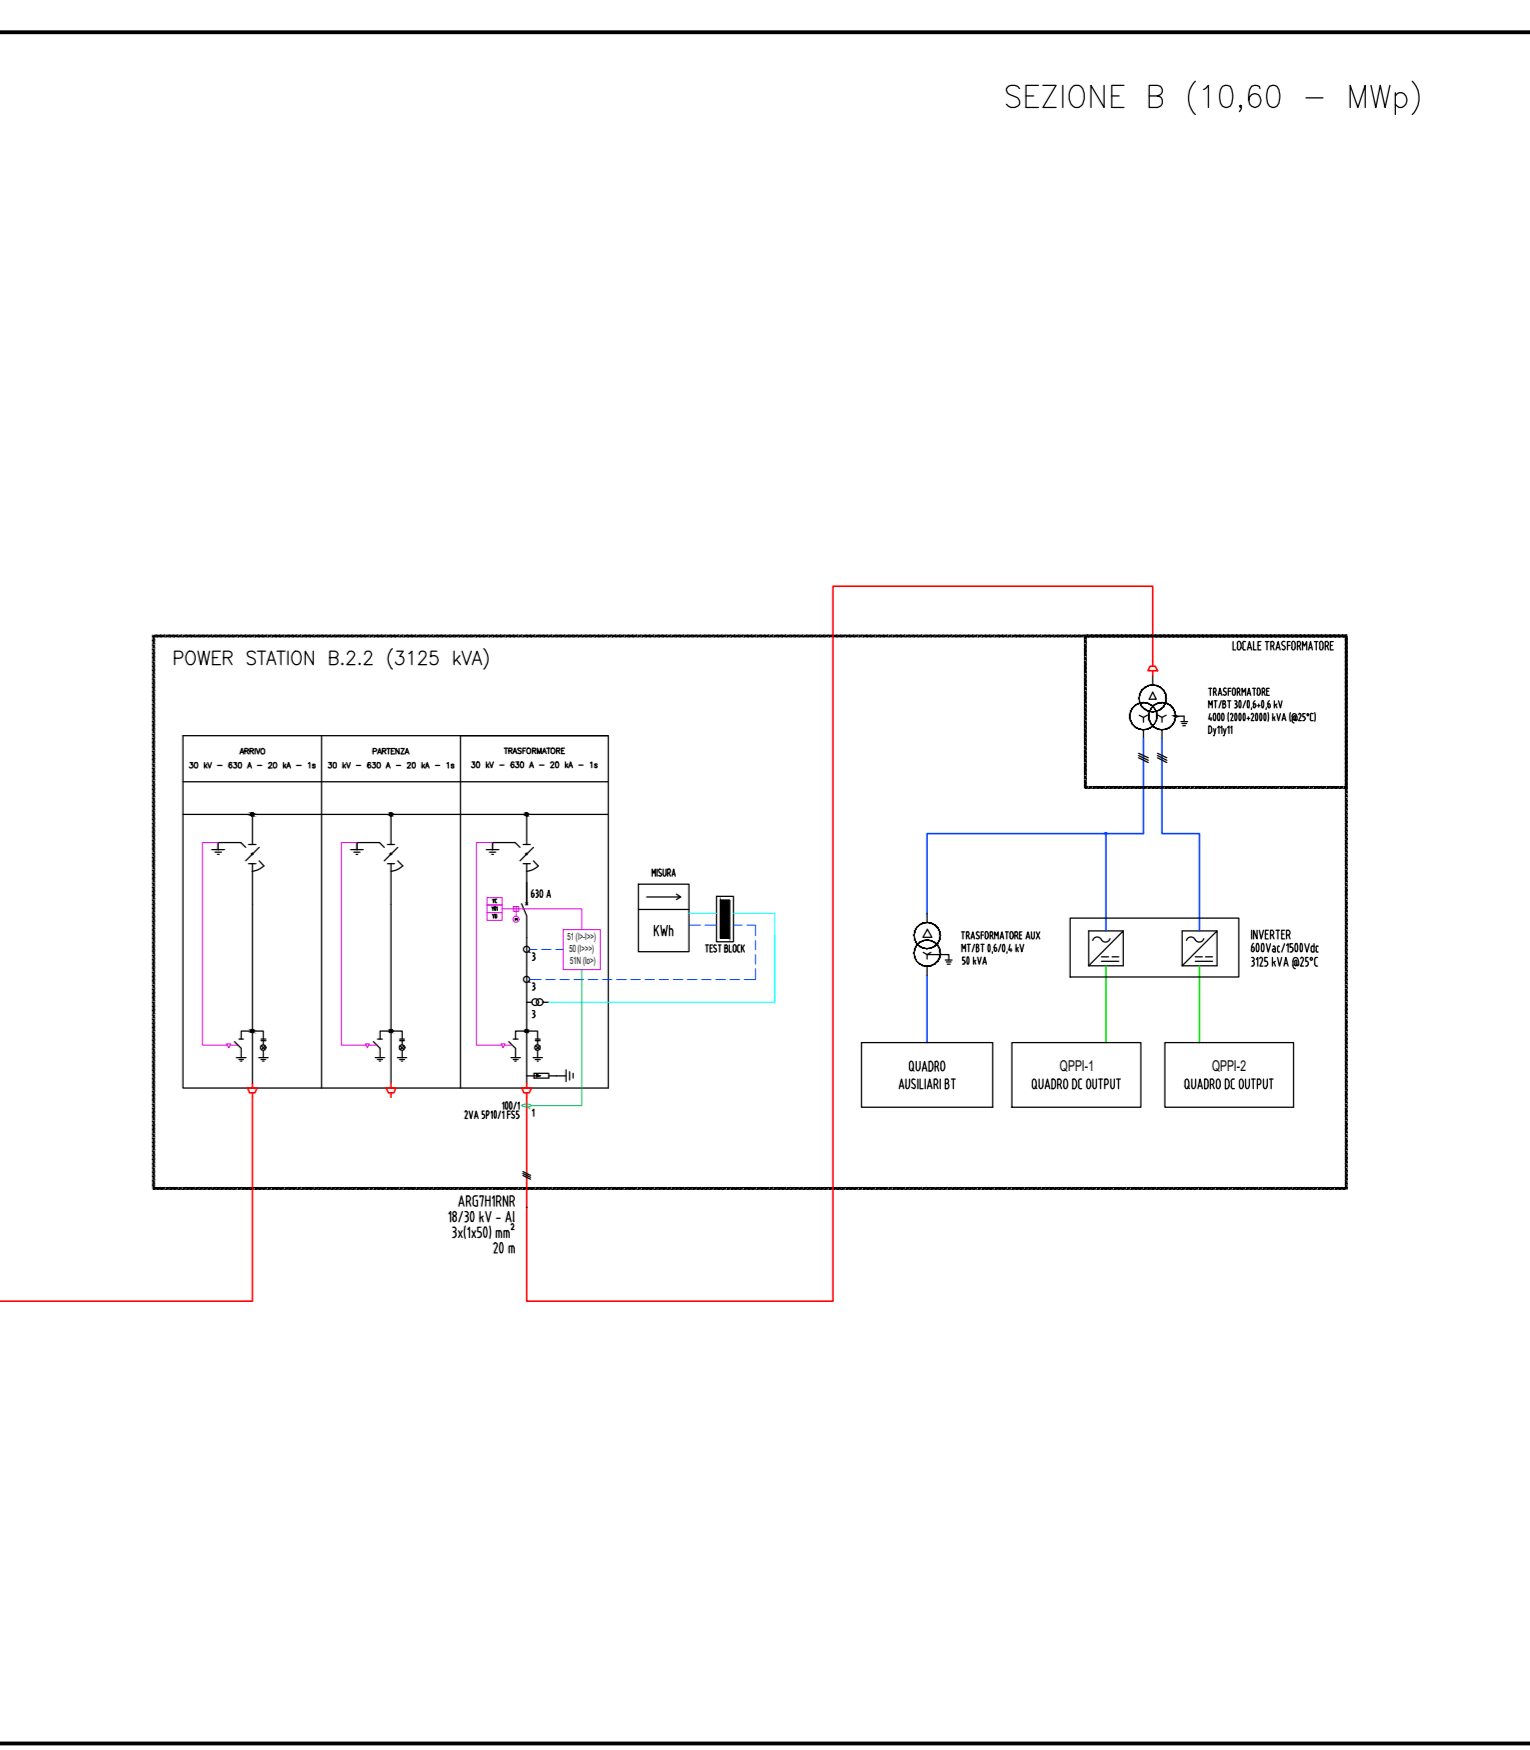 SEZIONE B (10,60 – MWp)
POWER STATION B.2.2 (3125 kVA)
LOCALE TRASFORMATORE
TRASFORMATORE
MT/BT 30/0,6+0,6 kV
4000 (2000+2000) kVA (@25°C)
Dy11y11
ARRIVO
30 kV – 630 A – 20 kA – 1s
PARTENZA
30 kV – 630 A – 20 kA – 1s
TRASFORMATORE
30 kV – 630 A – 20 kA – 1s
630 A
51 (I>-I>>)
50 (I>>>)
51N (Io>)
3
3
3
MISURA
KWh
TEST BLOCK
TRASFORMATORE AUX
MT/BT 0,6/0,4 kV
50 kVA
INVERTER
600Vac/1500Vdc
3125 kVA @25°C
QUADRO
AUSILIARI BT
QPPI-1
QUADRO DC OUTPUT
QPPI-2
QUADRO DC OUTPUT
100/1
2VA 5P10/1 FS5
1
ARG7H1RNR
18/30 kV - Al
3x(1x50) mm²
20 m